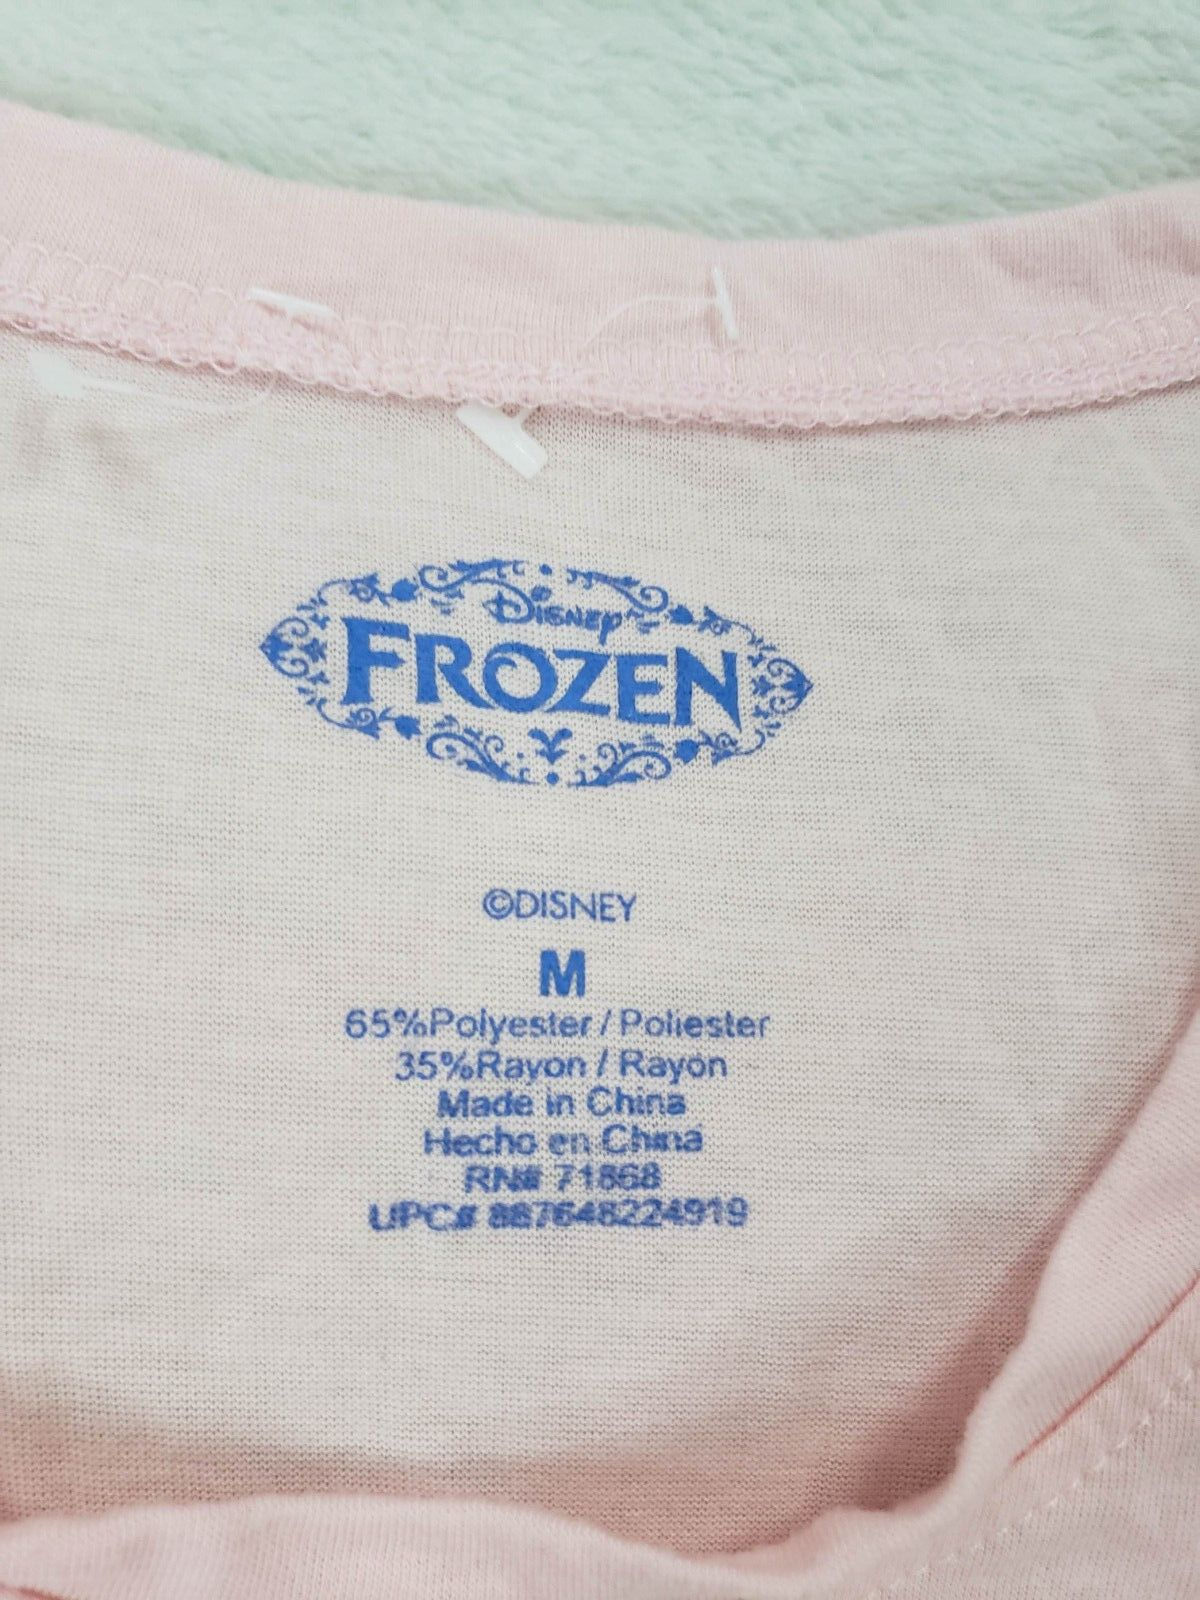 Disney
FROZEN
©DISNEY
M
65%Polyester / Poliester
35%Rayon / Rayon
Made in China
Hecho en China
RN# 71868
UPC# 887648224919